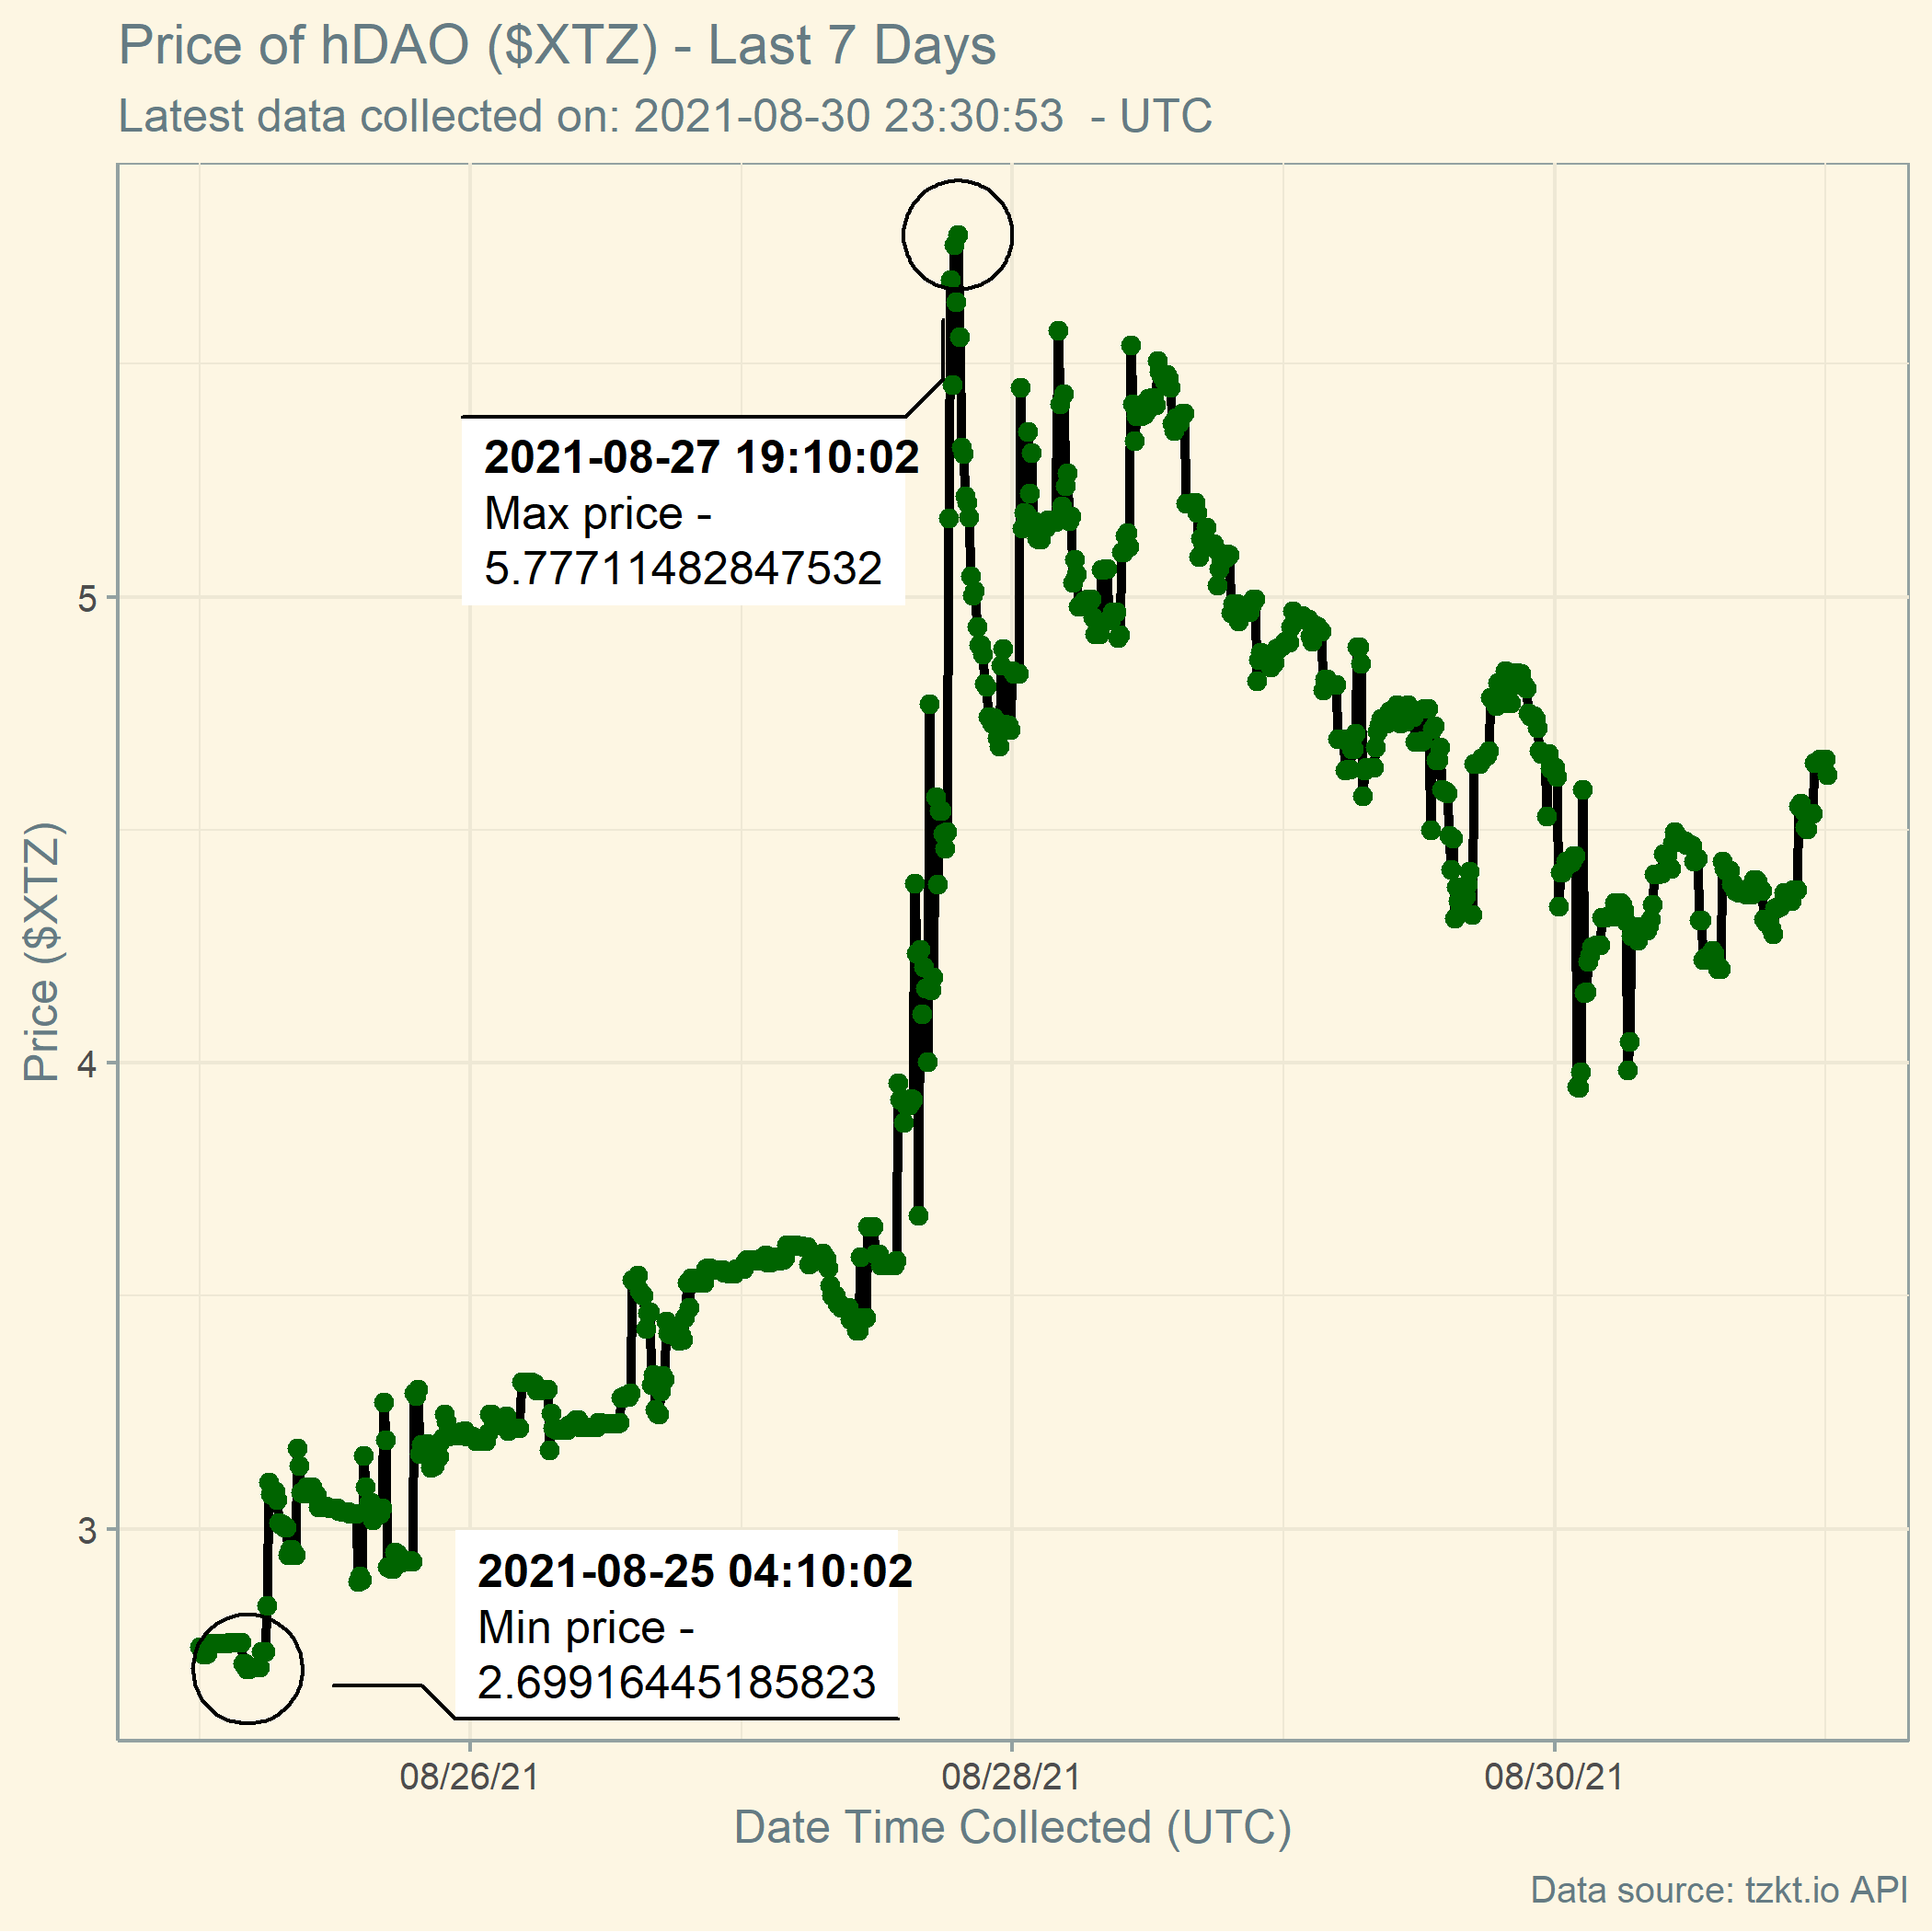 Price of hDAO ($XTZ) - Last 7 Days
Latest data collected on: 2021-08-30 23:30:53  - UTC
Price ($XTZ)
5
4
3
2021-08-27 19:10:02
Max price -
5.77711482847532
2021-08-25 04:10:02
Min price -
2.69916445185823
08/26/21
08/28/21
08/30/21
Date Time Collected (UTC)
Data source: tzkt.io API